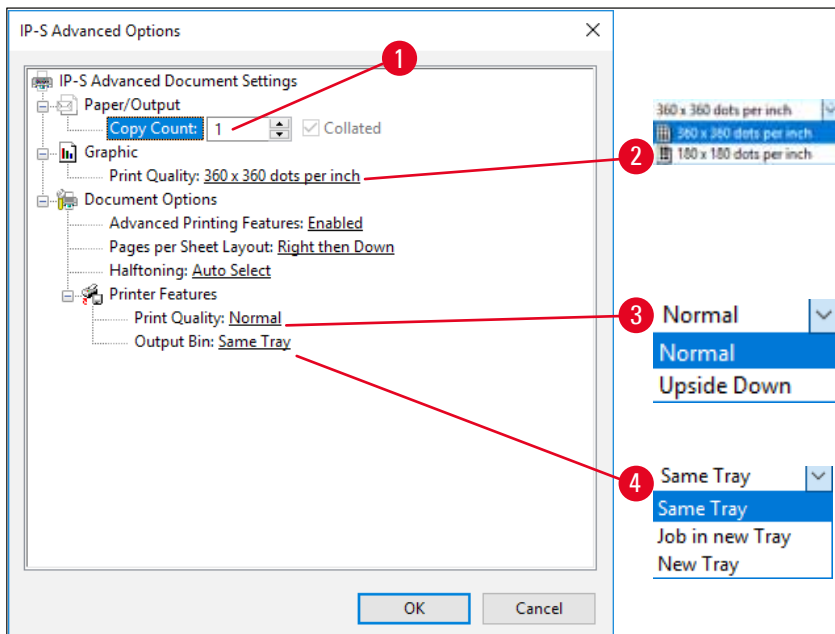 IP-S Advanced Options
1
IP-S Advanced Document Settings
Paper/Output
Copy Count: 1 Collated
Graphic
Print Quality: 360 x 360 dots per inch
Document Options
Advanced Printing Features: Enabled
Pages per Sheet Layout: Right then Down
Halftoning: Auto Select
Printer Features
Print Quality: Normal
Output Bin: Same Tray
OK Cancel
2
360 x 360 dots per inch
360 x 360 dots per inch
180 x 180 dots per inch
3
Normal
Normal
Upside Down
4
Same Tray
Same Tray
Job in new Tray
New Tray